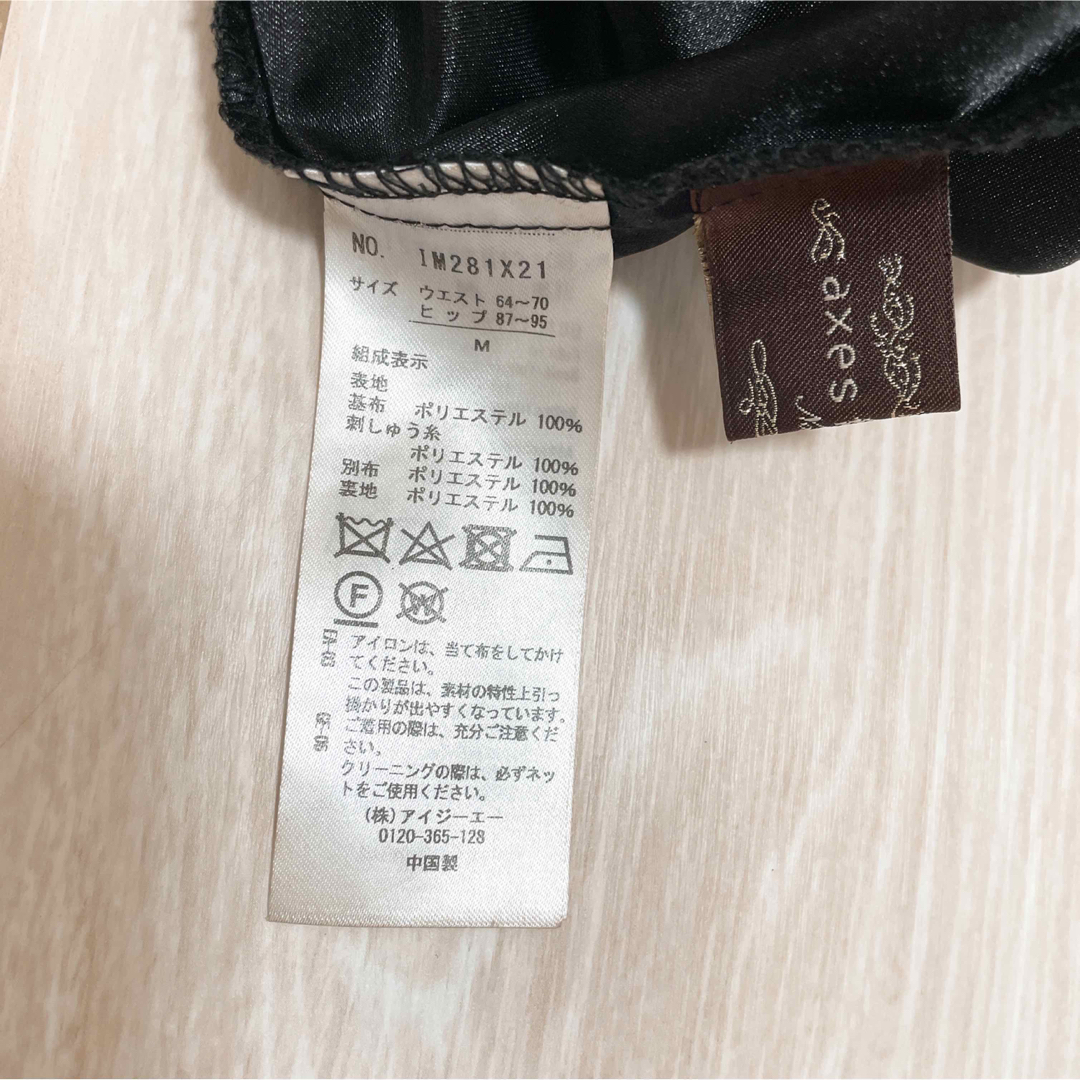 NO. IM281X21
サイズ ウエスト 64～70
ヒップ 87～95
M
組成表示
表地
基布 ポリエステル 100%
刺しゅう糸
ポリエステル 100%
別布 ポリエステル 100%
裏地 ポリエステル 100%
F W
アイロンは、当て布をしてかけ
てください。
この製品は、素材の特性上引っ
掛かりが出やすくなっています。
ご着用の際は、充分ご注意くだ
さい。
クリーニングの際は、必ずネッ
トをご使用ください。
(株)アイジーエー
0120-365-128
中国製
axes